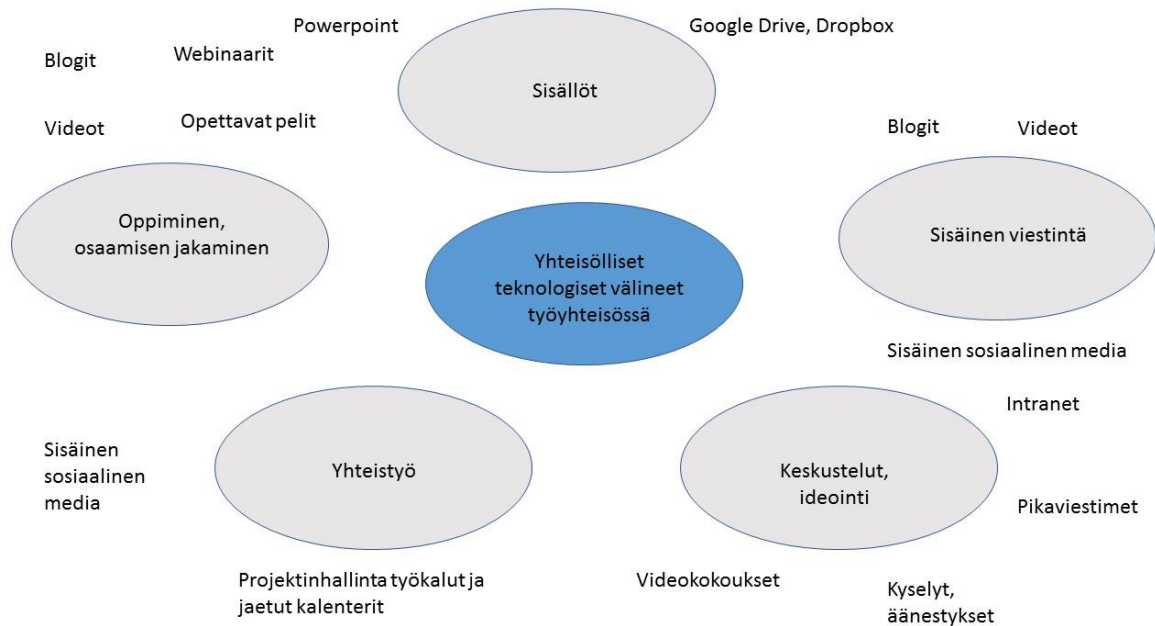 Powerpoint
Google Drive, Dropbox
Blogit
Webinaarit
Sisällöt
Videot
Opettavat pelit
Blogit
Videot
Oppiminen,
osaamisen jakaminen
Sisäinen viestintä
Yhteisölliset
teknologiset välineet
työyhteisössä
Sisäinen sosiaalinen media
Intranet
Sisäinen
sosiaalinen
media
Yhteistyö
Keskustelut,
ideointi
Pikaviestimet
Projektinhallinta työkalut ja
jaetut kalenterit
Videokokoukset
Kyselyt,
äänestykset